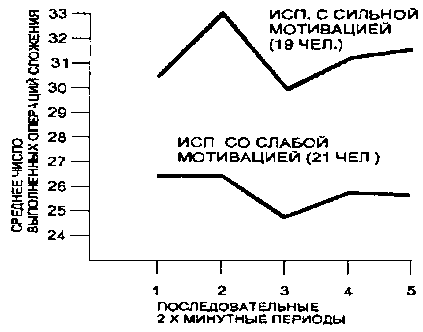 СРЕДНЕЕ ЧИСЛО
ВЫПОЛНЕННЫХ ОПЕРАЦИЙ СЛОЖЕНИЯ
33
32
31
30
29
28
27
26
25
24
ИСП. С СИЛЬНОЙ
МОТИВАЦИЕЙ
(19 ЧЕЛ.)
ИСП СО СЛАБОЙ
МОТИВАЦИЕЙ (21 ЧЕЛ)
1 2 3 4 5
ПОСЛЕДОВАТЕЛЬНЫЕ
2 Х МИНУТНЫЕ ПЕРИОДЫ